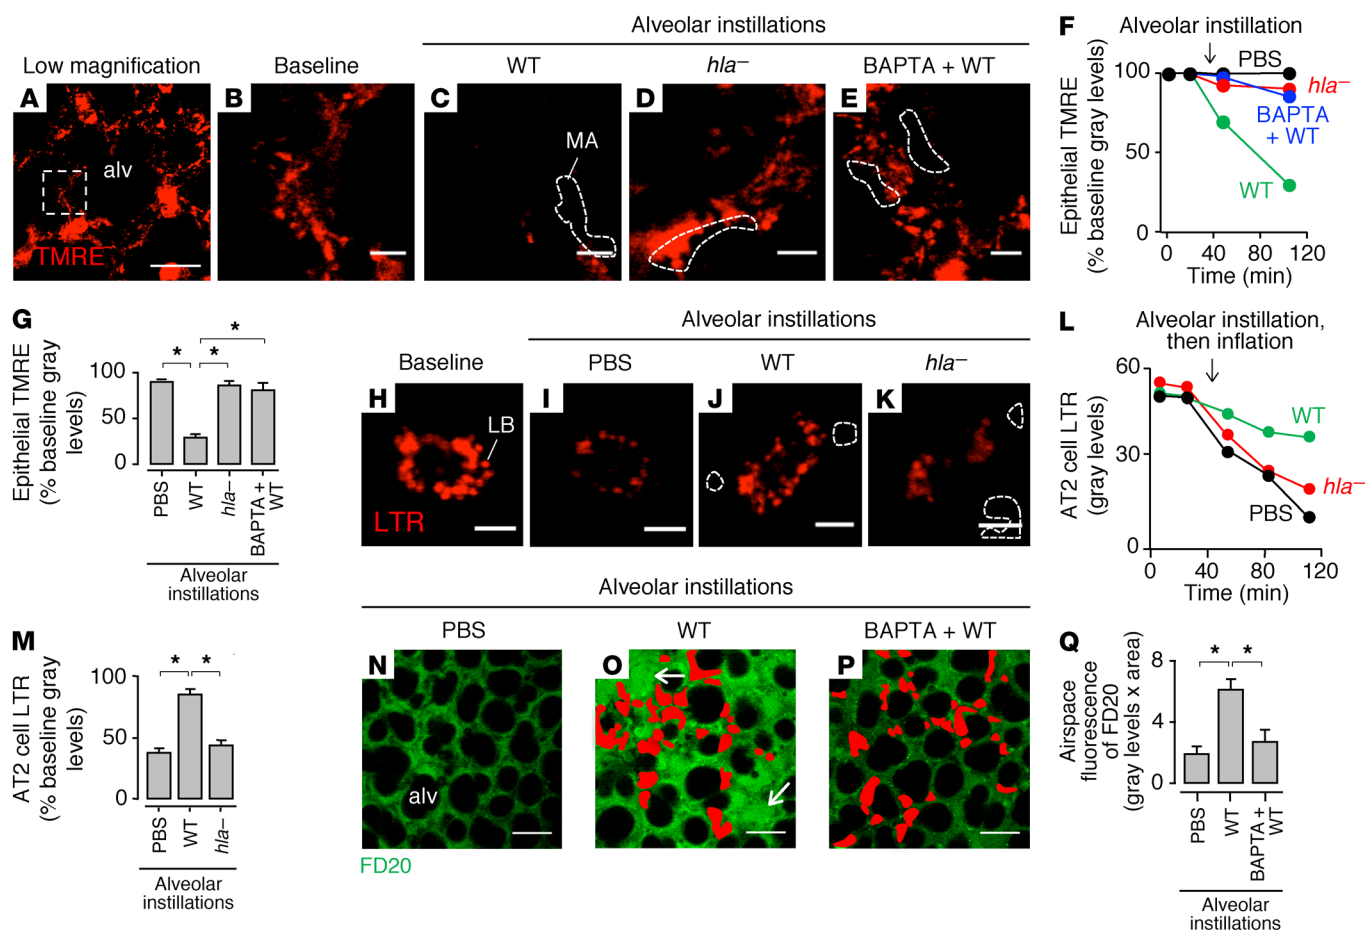 Alveolar instillations
Low magnification
Baseline
WT
hla–
BAPTA + WT
A
alv
TMRE
B
C
MA
D
E
F
Alveolar instillation
Epithelial TMRE
(% baseline gray levels)
100
50
0
PBS
hla–
BAPTA
+ WT
WT
0
40
80
120
Time (min)
G
Epithelial TMRE
(% baseline gray
levels)
100
50
0
*
*
*
PBS
WT
hla–
BAPTA +
WT
Alveolar
instillations
Alveolar instillations
Baseline
PBS
WT
hla–
H
LB
LTR
I
J
K
L
Alveolar instillation,
then inflation
AT2 cell LTR
(gray levels)
60
30
0
WT
hla–
PBS
0
40
80
120
Time (min)
M
AT2 cell LTR
(% baseline gray
levels)
100
50
0
*
*
PBS
WT
hla–
Alveolar
instillations
Alveolar instillations
PBS
WT
BAPTA + WT
N
alv
FD20
O
P
Q
Airspace
fluorescence
of FD20
(gray levels x area)
8
4
0
*
*
PBS
WT
BAPTA +
WT
Alveolar
instillations